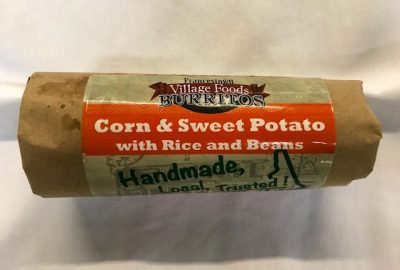 Francestown
Village Foods
BURRITOS
Corn & Sweet Potato
with Rice and Beans
Handmade,
Local, Trusted!